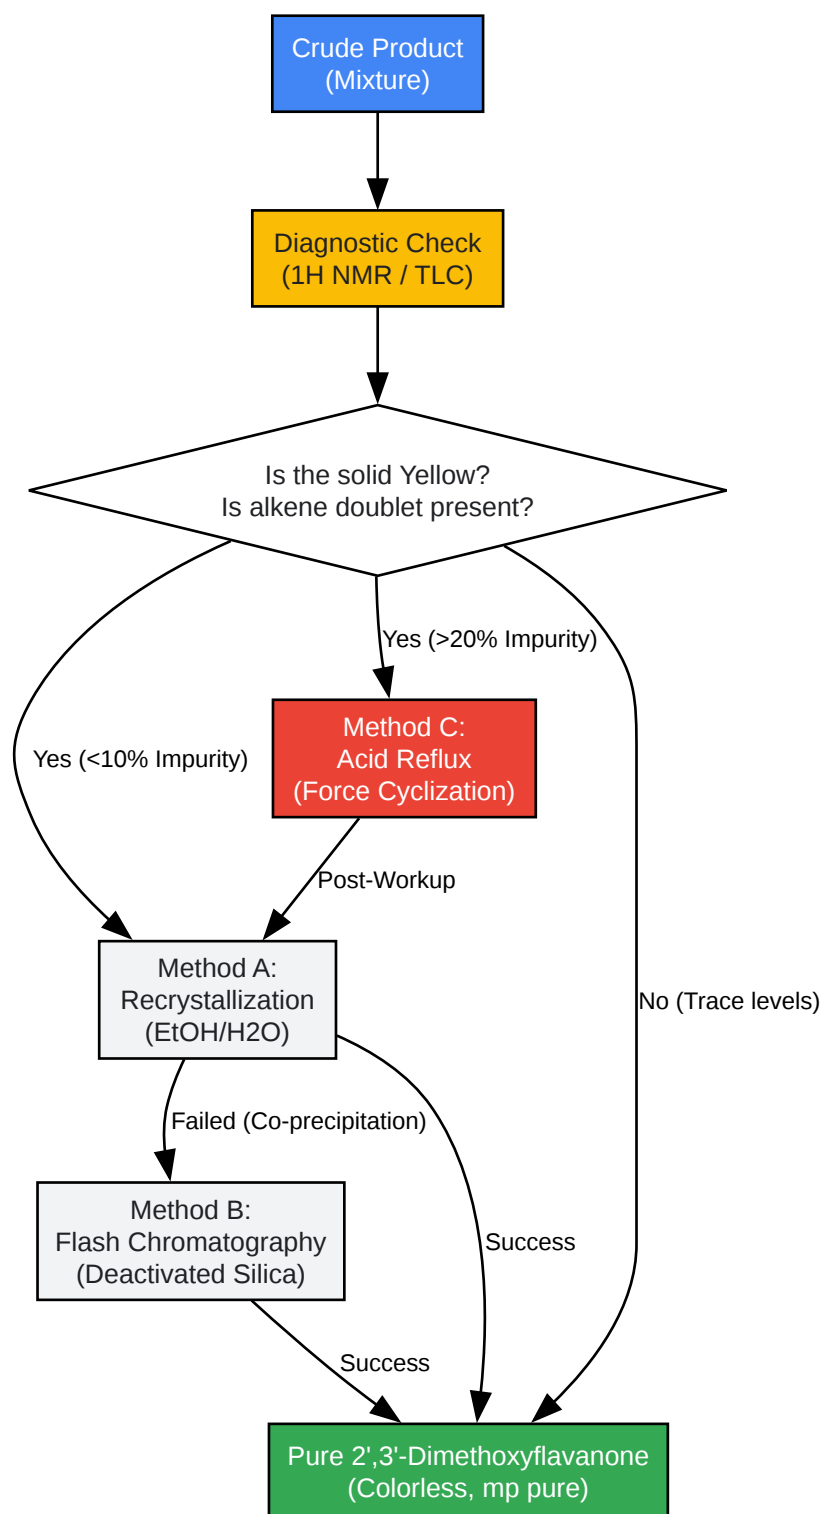 Crude Product
(Mixture)
Diagnostic Check
(1H NMR / TLC)
Is the solid Yellow?
Is alkene doublet present?
Yes (>20% Impurity)
Method C:
Acid Reflux
(Force Cyclization)
Yes (<10% Impurity)
Post-Workup
Method A:
Recrystallization
(EtOH/H2O)
No (Trace levels)
Failed (Co-precipitation)
Method B:
Flash Chromatography
(Deactivated Silica)
Success
Success
Pure 2',3'-Dimethoxyflavanone
(Colorless, mp pure)